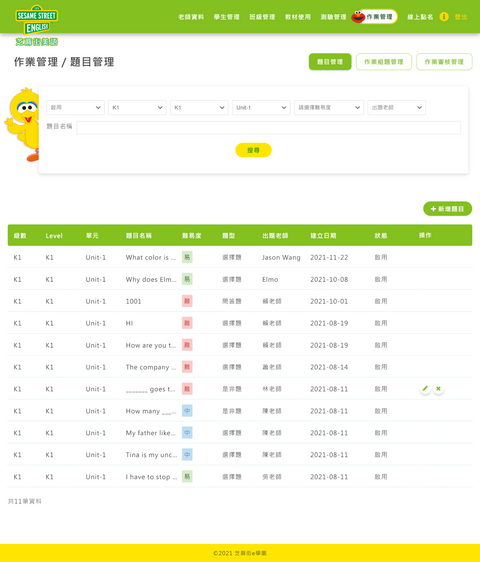 SESAME STREET
ENGLISH
芝麻街美語
老師資料 學生管理 班級管理 教材使用 測驗管理 作業管理 線上點名 登出
作業管理 / 題目管理
題目管理 作業組題管理 作業審核管理
啟用 K1 K1 Unit-1 請選擇難易度 出題老師
題目名稱
搜尋
+ 新增題目
級數 Level 單元 題目名稱 難易度 題型 出題老師 建立日期 狀態 操作
K1 K1 Unit-1 What color is ... 易 選擇題 Jason Wang 2021-11-22 啟用
K1 K1 Unit-1 Why does Elm... 易 選擇題 Elmo 2021-10-08 啟用
K1 K1 Unit-1 1001 難 問答題 賴老師 2021-10-01 啟用
K1 K1 Unit-1 HI 難 選擇題 賴老師 2021-08-19 啟用
K1 K1 Unit-1 How are you t... 難 選擇題 賴老師 2021-08-19 啟用
K1 K1 Unit-1 The company ... 難 選擇題 蕭老師 2021-08-14 啟用
K1 K1 Unit-1 ______ goes t... 難 是非題 林老師 2021-08-11 啟用
K1 K1 Unit-1 How many ___... 中 是非題 陳老師 2021-08-11 啟用
K1 K1 Unit-1 My father like... 中 選擇題 陳老師 2021-08-11 啟用
K1 K1 Unit-1 Tina is my unc... 中 選擇題 陳老師 2021-08-11 啟用
K1 K1 Unit-1 I have to stop ... 易 選擇題 吳老師 2021-08-11 啟用
共11筆資料
©2021 芝麻街e學園